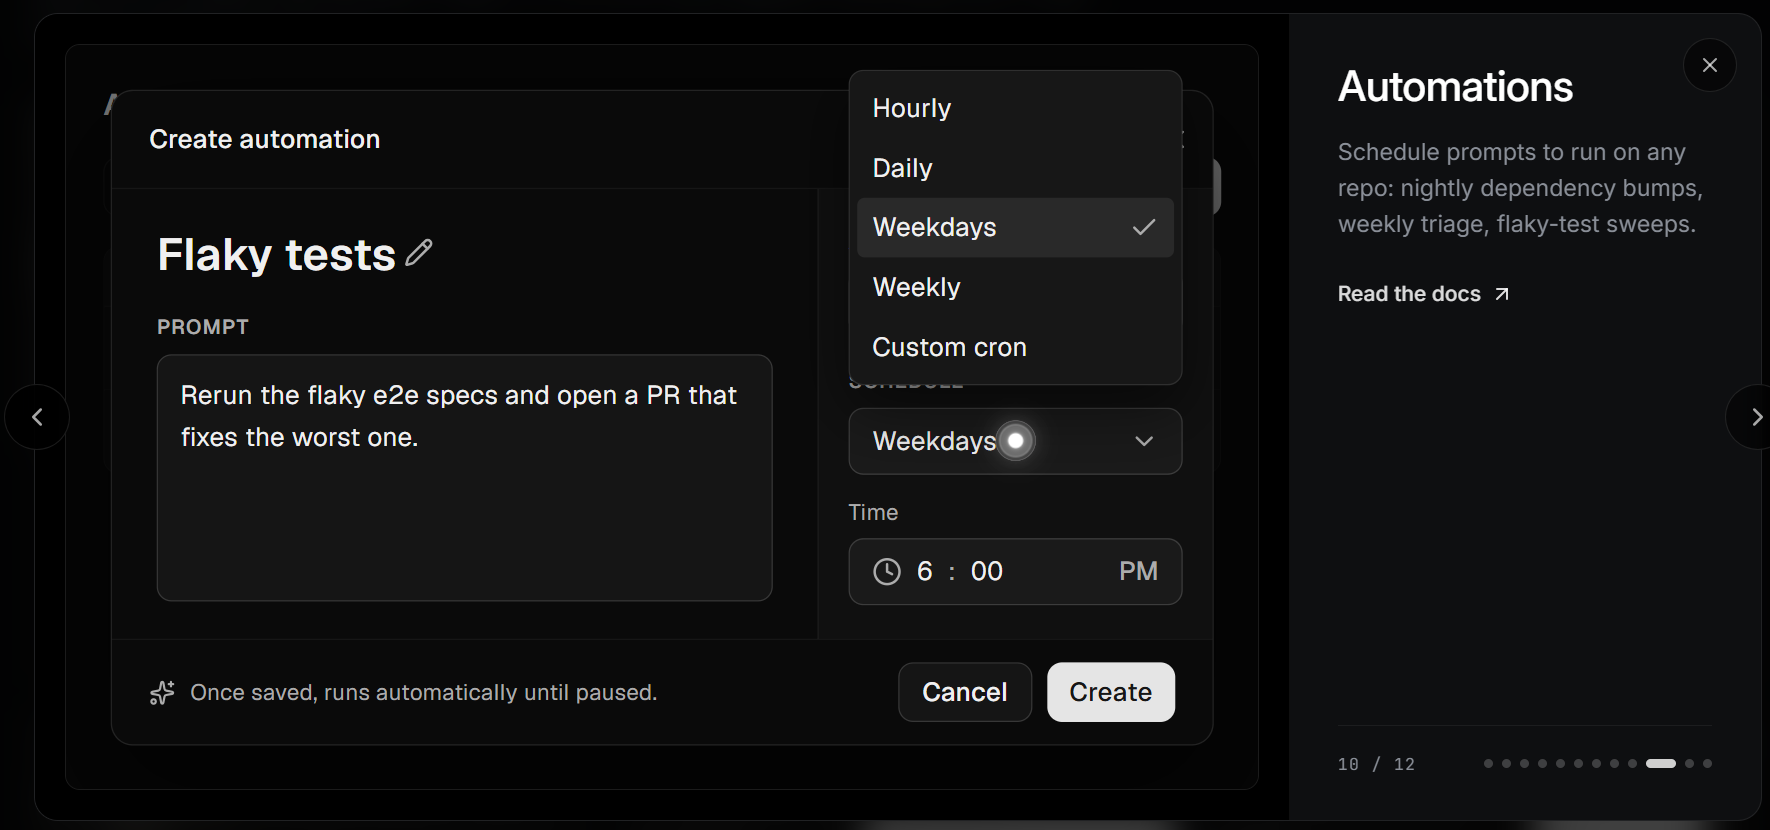 Create automation
Flaky tests
PROMPT
Rerun the flaky e2e specs and open a PR that
fixes the worst one.
Hourly
Daily
Weekdays
Weekly
Custom cron
SCHEDULE
Weekdays
Time
6 : 00 PM
Once saved, runs automatically until paused.
Cancel
Create
Automations
Schedule prompts to run on any
repo: nightly dependency bumps,
weekly triage, flaky-test sweeps.
Read the docs
10 / 12